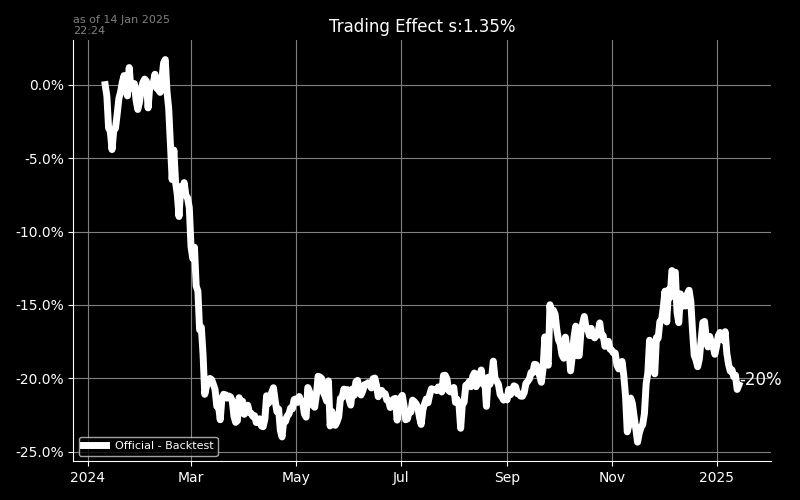 as of 14 Jan 2025
22:24
Trading Effect s:1.35%
0.0%
-5.0%
-10.0%
-15.0%
-20.0%
-25.0%
-20%
Official - Backtest
2024 Mar May Jul Sep Nov 2025